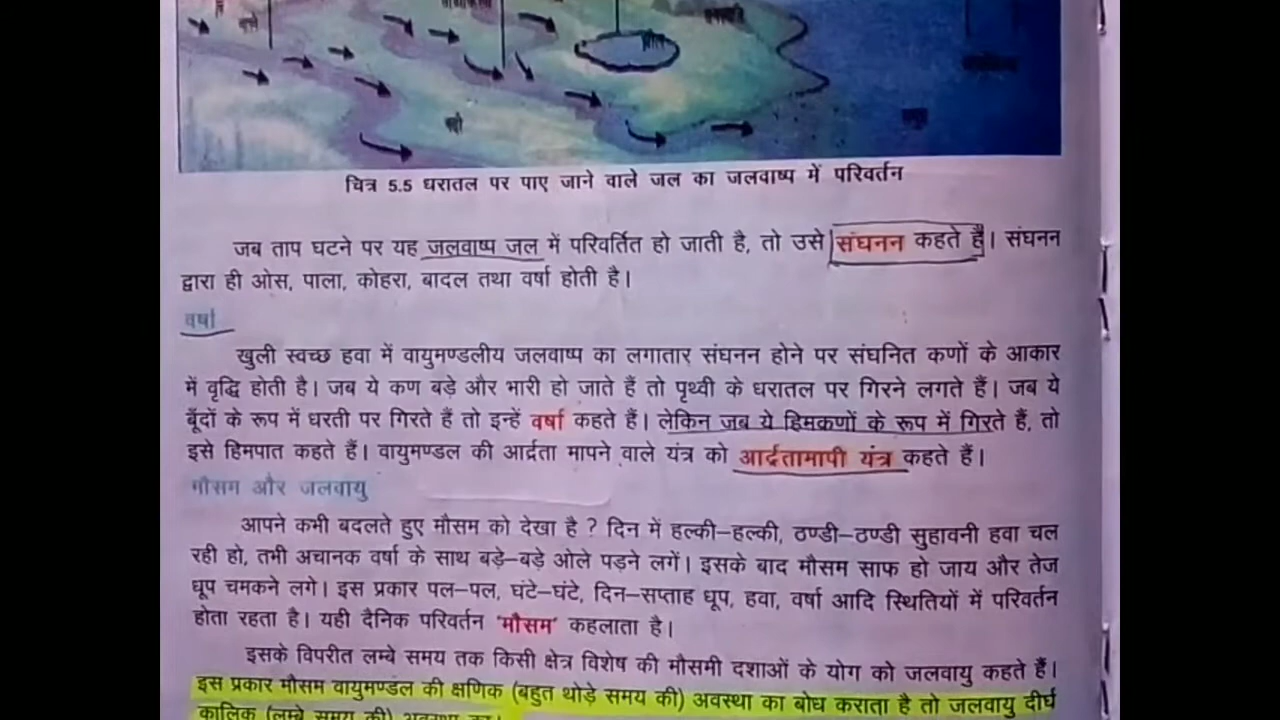 नदी
चित्र 5.5 धरातल पर पाए जाने वाले जल का जलवाष्प में परिवर्तन
जब ताप घटने पर यह जलवाष्प जल में परिवर्तित हो जाती है, तो उसे संघनन कहते हैं। संघनन
द्वारा ही ओस, पाला, कोहरा, बादल तथा वर्षा होती है।
वर्षा
खुली स्वच्छ हवा में वायुमण्डलीय जलवाष्प का लगातार संघनन होने पर संघनित कणों के आकार
में वृद्धि होती है। जब ये कण बड़े और भारी हो जाते हैं तो पृथ्वी के धरातल पर गिरने लगते हैं। जब ये
बूँदों के रूप में धरती पर गिरते हैं तो इन्हें वर्षा कहते हैं। लेकिन जब ये हिमकणों के रूप में गिरते हैं, तो
इसे हिमपात कहते हैं। वायुमण्डल की आर्द्रता मापने वाले यंत्र को आर्द्रतामापी यंत्र कहते हैं।
मौसम और जलवायु
आपने कभी बदलते हुए मौसम को देखा है ? दिन में हल्की–हल्की, ठण्डी–ठण्डी सुहावनी हवा चल
रही हो, तभी अचानक वर्षा के साथ बड़े–बड़े ओले पड़ने लगें। इसके बाद मौसम साफ हो जाय और तेज
धूप चमकने लगे। इस प्रकार पल–पल, घंटे–घंटे, दिन–सप्ताह धूप, हवा, वर्षा आदि स्थितियों में परिवर्तन
होता रहता है। यही दैनिक परिवर्तन 'मौसम' कहलाता है।
इसके विपरीत लम्बे समय तक किसी क्षेत्र विशेष की मौसमी दशाओं के योग को जलवायु कहते हैं।
इस प्रकार मौसम वायुमण्डल की क्षणिक (बहुत थोड़े समय की) अवस्था का बोध कराता है तो जलवायु दीर्घ
कालिक (लम्बे समय की) अवस्था का।